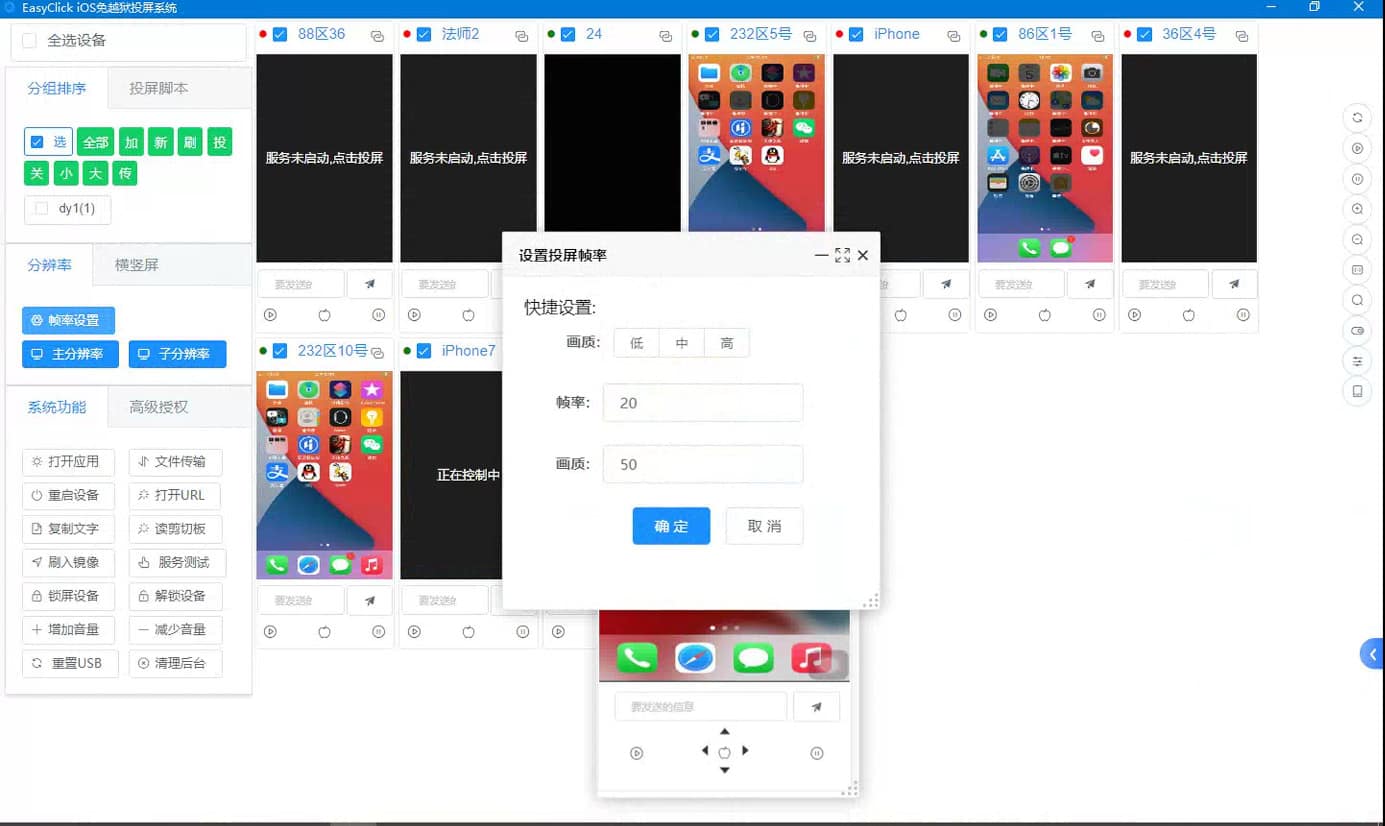 EasyClick iOS免越狱投屏系统
全选设备
分组排序 投屏脚本
选 全部 加 新 刷 投
关 小 大 传
dy1(1)
分辨率 横竖屏
帧率设置
主分辨率 子分辨率
系统功能 高级授权
打开应用 文件传输
重启设备 打开URL
复制文字 读剪切板
刷入镜像 服务测试
锁屏设备 解锁设备
增加音量 减少音量
重置USB 清理后台
88区36 法师2 24 232区5号 iPhone 86区1号 36区4号
服务未启动,点击投屏 服务未启动,点击投屏 服务未启动,点击投屏 服务未启动,点击投屏
要发送 要发送 要发送 要发送
232区10号 iPhone7
正在控制中
要发送 要发送
设置投屏帧率
快捷设置:
画质: 低 中 高
帧率: 20
画质: 50
确定 取消
要发送的信息